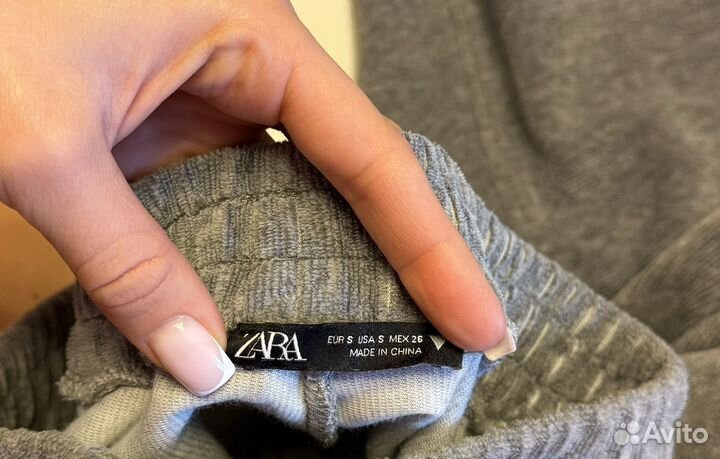 ZARA
EUR S USA S MEX 26
MADE IN CHINA
Avito